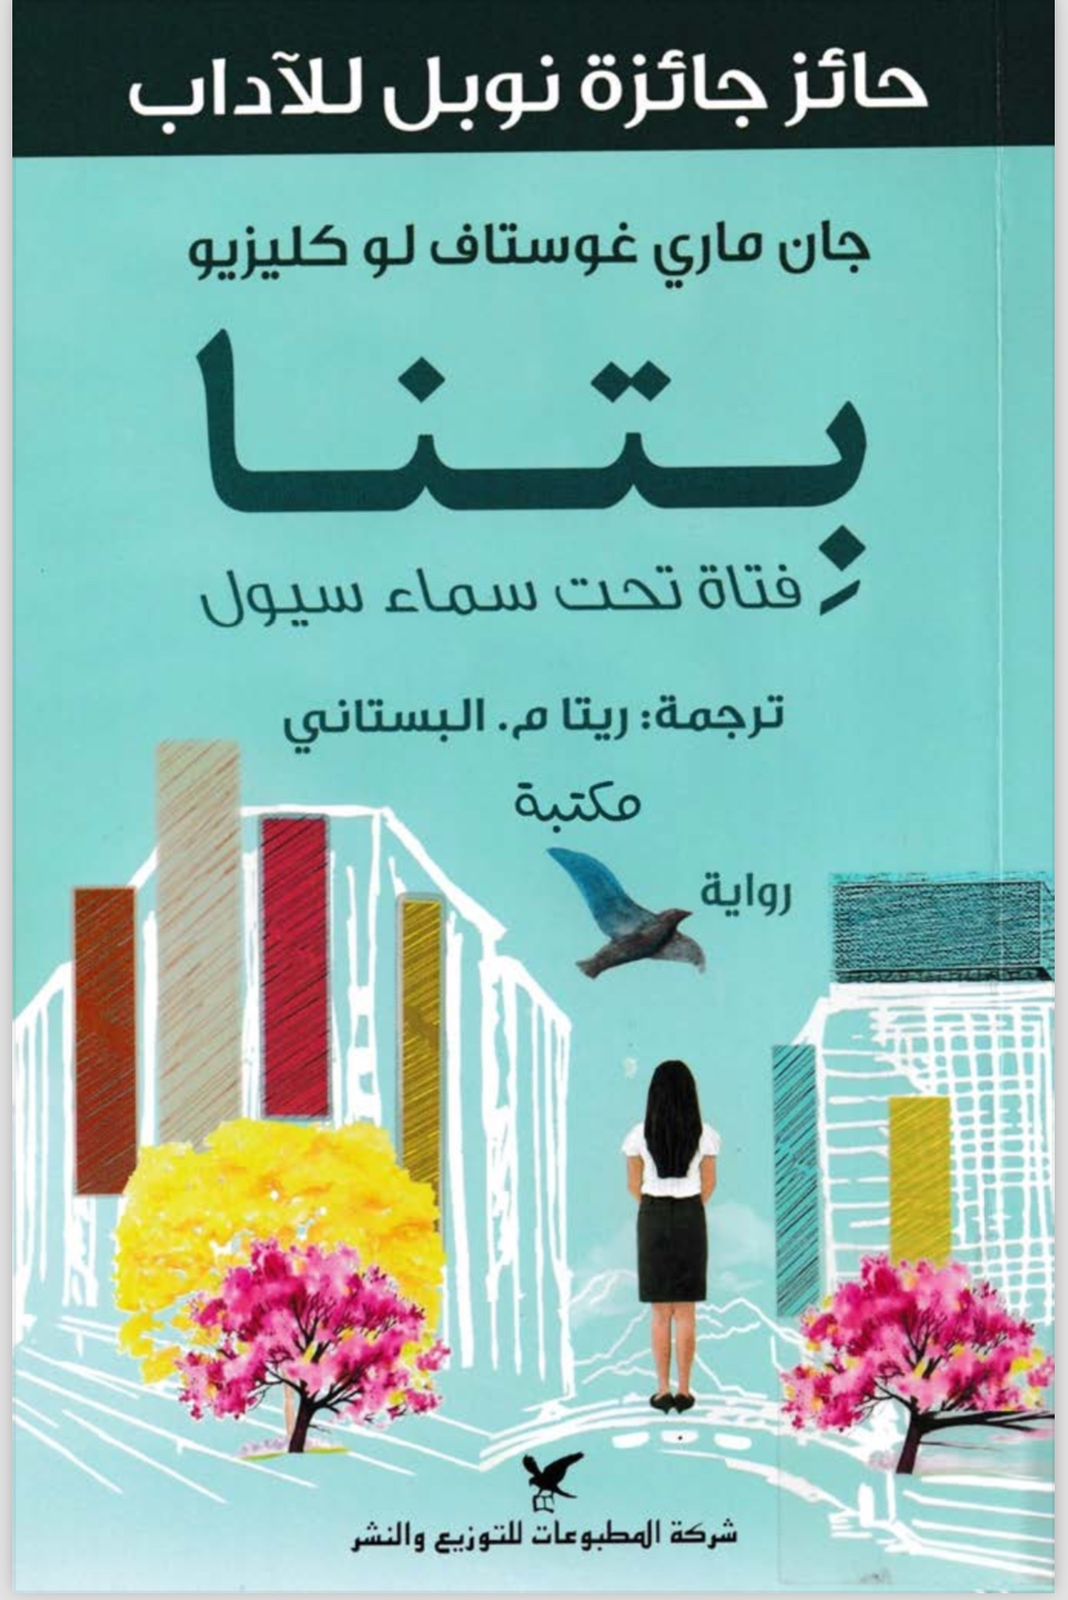 حائز جائزة نوبل للآداب
جان ماري غوستاف لو كليزيو
بِتنا
فتاة تحت سماء سيول
ترجمة: ريتا م. البستاني
مكتبة
رواية
شركة المطبوعات للتوزيع والنشر